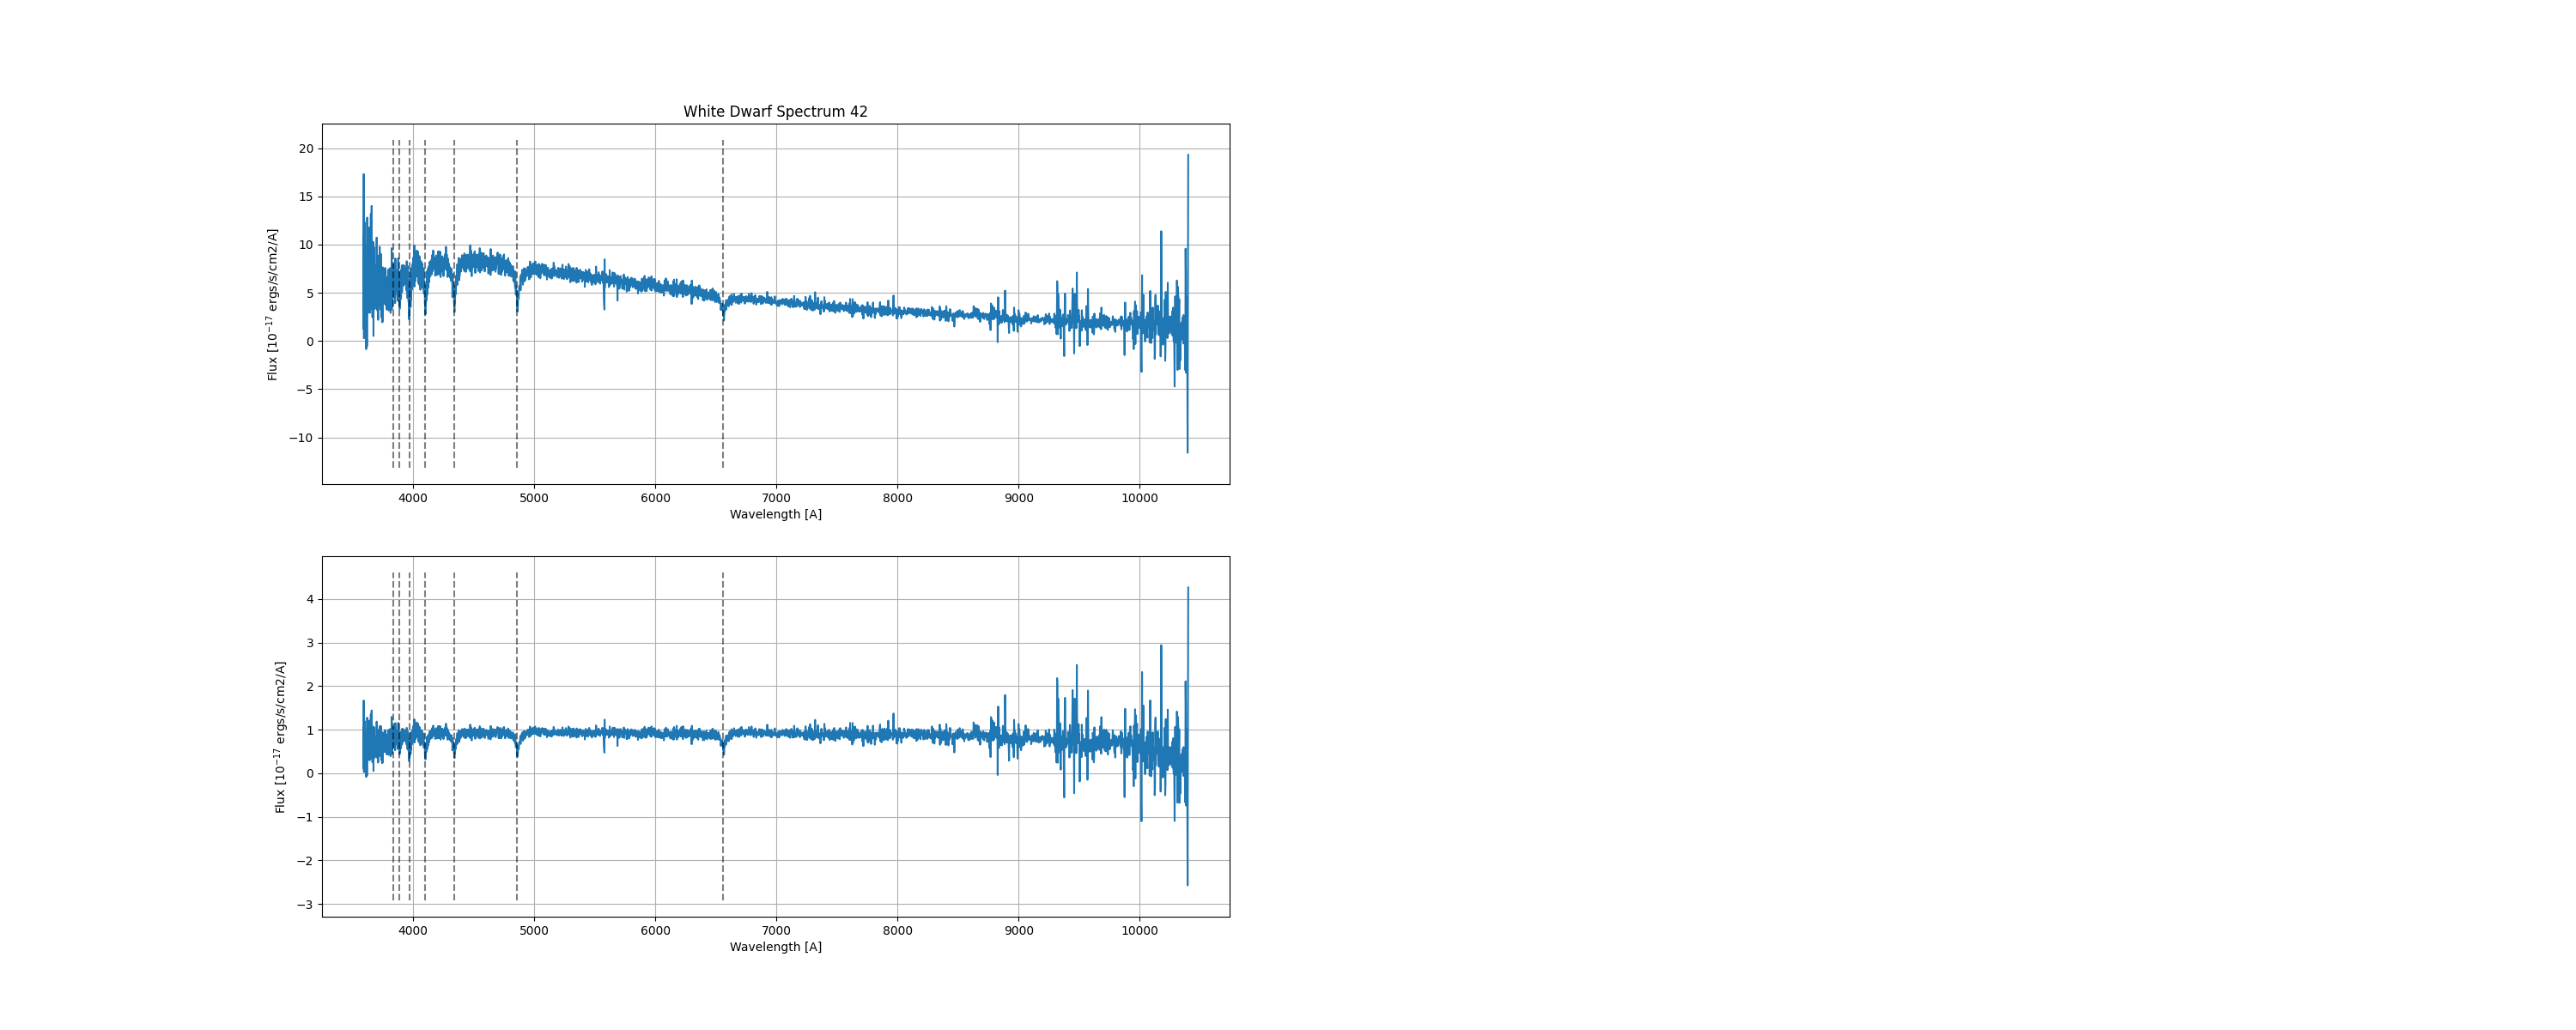 White Dwarf Spectrum 42
20
15
10
5
0
−5
−10
Flux [10⁻¹⁷ ergs/s/cm2/A]
4000 5000 6000 7000 8000 9000 10000
Wavelength [A]
4
3
2
1
0
−1
−2
−3
Flux [10⁻¹⁷ ergs/s/cm2/A]
4000 5000 6000 7000 8000 9000 10000
Wavelength [A]